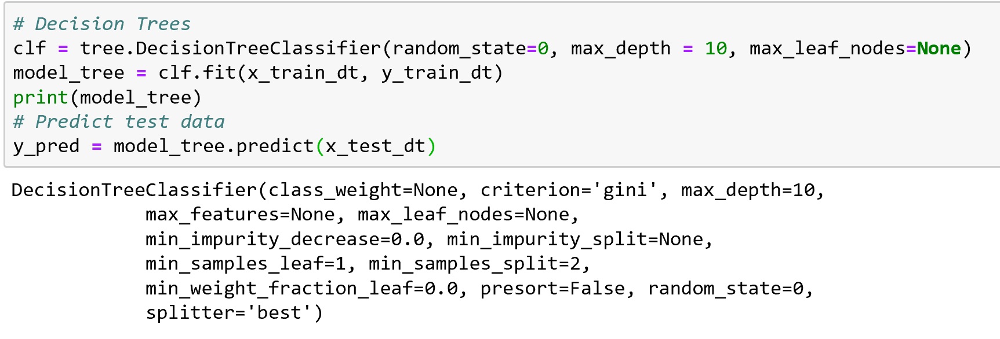 # Decision Trees
clf = tree.DecisionTreeClassifier(random_state=0, max_depth = 10, max_leaf_nodes=None)
model_tree = clf.fit(x_train_dt, y_train_dt)
print(model_tree)
# Predict test data
y_pred = model_tree.predict(x_test_dt)
DecisionTreeClassifier(class_weight=None, criterion='gini', max_depth=10,
            max_features=None, max_leaf_nodes=None,
            min_impurity_decrease=0.0, min_impurity_split=None,
            min_samples_leaf=1, min_samples_split=2,
            min_weight_fraction_leaf=0.0, presort=False, random_state=0,
            splitter='best')